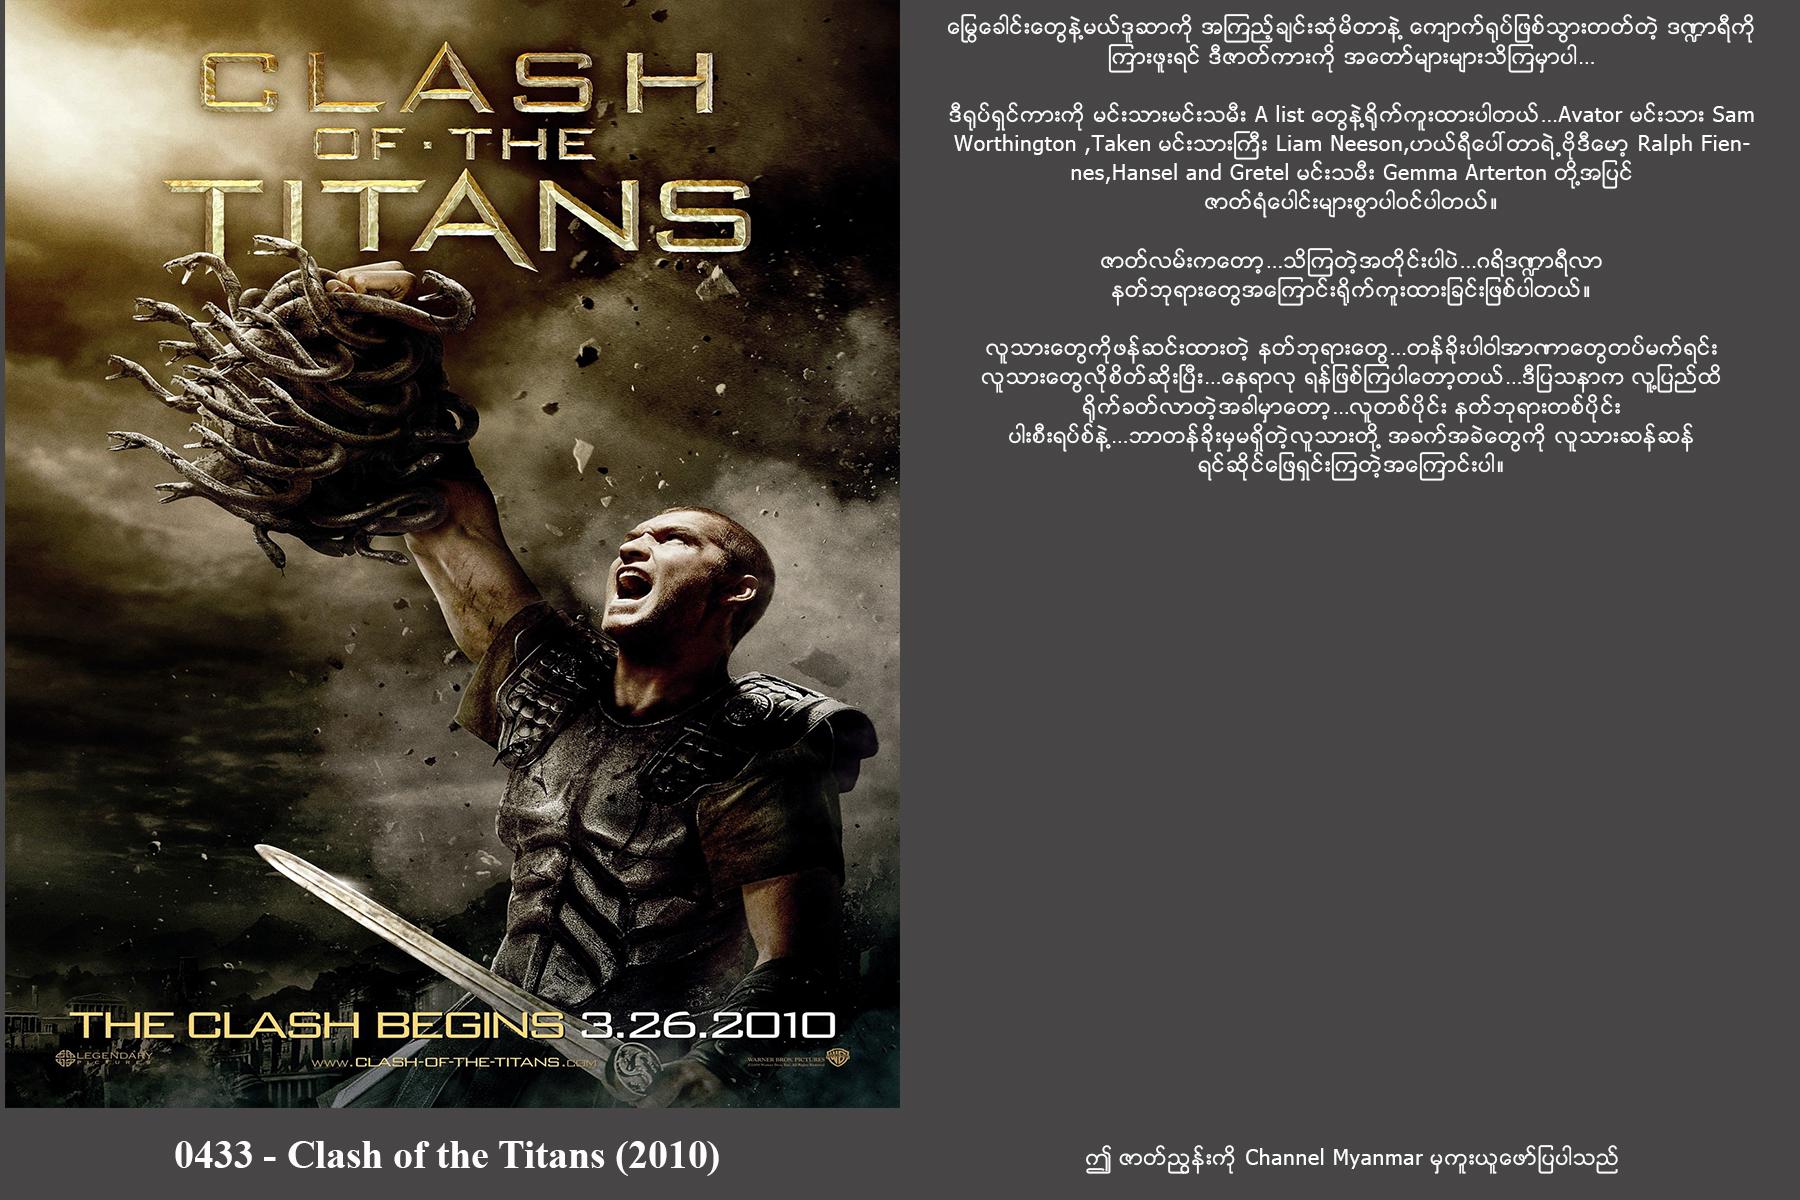 CLASH
OF·THE
TITANS
THE CLASH BEGINS 3.26.2010
LEGENDARY
PICTURES
WWW.CLASH-OF-THE-TITANS.COM
WARNER BROS. PICTURES
0433 - Clash of the Titans (2010)
မြွေခေါင်းတွေနဲ့မယ်ဒူဆာကို အကြည့်ချင်းဆုံမိတာနဲ့ ကျောက်ရုပ်ဖြစ်သွားတတ်တဲ့ ဒဏ္ဍာရီကို
ကြားဖူးရင် ဒီဇာတ်ကားကို အတော်များများသိကြမှာပါ...
ဒီရုပ်ရှင်ကားကို မင်းသားမင်းသမီး A list တွေနဲ့ရိုက်ကူးထားပါတယ်...Avator မင်းသား Sam
Worthington ,Taken မင်းသားကြီး Liam Neeson,ဟယ်ရီပေါ်တာရဲ့ဗိုဒီမော့ Ralph Fien-
nes,Hansel and Gretel မင်းသမီး Gemma Arterton တို့အပြင်
ဇာတ်ရံပေါင်းများစွာပါဝင်ပါတယ်။
ဇာတ်လမ်းကတော့...သိကြတဲ့အတိုင်းပါပဲ...ဂရိဒဏ္ဍာရီလာ
နတ်ဘုရားတွေအကြောင်းရိုက်ကူးထားခြင်းဖြစ်ပါတယ်။
လူသားတွေကိုဖန်ဆင်းထားတဲ့ နတ်ဘုရားတွေ...တန်ခိုးပါဝါအာဏာတွေတပ်မက်ရင်း
လူသားတွေလိုစိတ်ဆိုးပြီး...နေရာလု ရန်ဖြစ်ကြပါတော့တယ်...ဒီပြသနာက လူ့ပြည်ထိ
ရိုက်ခတ်လာတဲ့အခါမှာတော့...လူတစ်ပိုင်း နတ်ဘုရားတစ်ပိုင်း
ပါးစီးရပ်စ်နဲ့...ဘာတန်ခိုးမှမရှိတဲ့လူသားတို့ အခက်အခဲတွေကို လူသားဆန်ဆန်
ရင်ဆိုင်ဖြေရှင်းကြတဲ့အကြောင်းပါ။
ဤ ဇာတ်ညွှန်းကို Channel Myanmar မှကူးယူဖော်ပြပါသည်